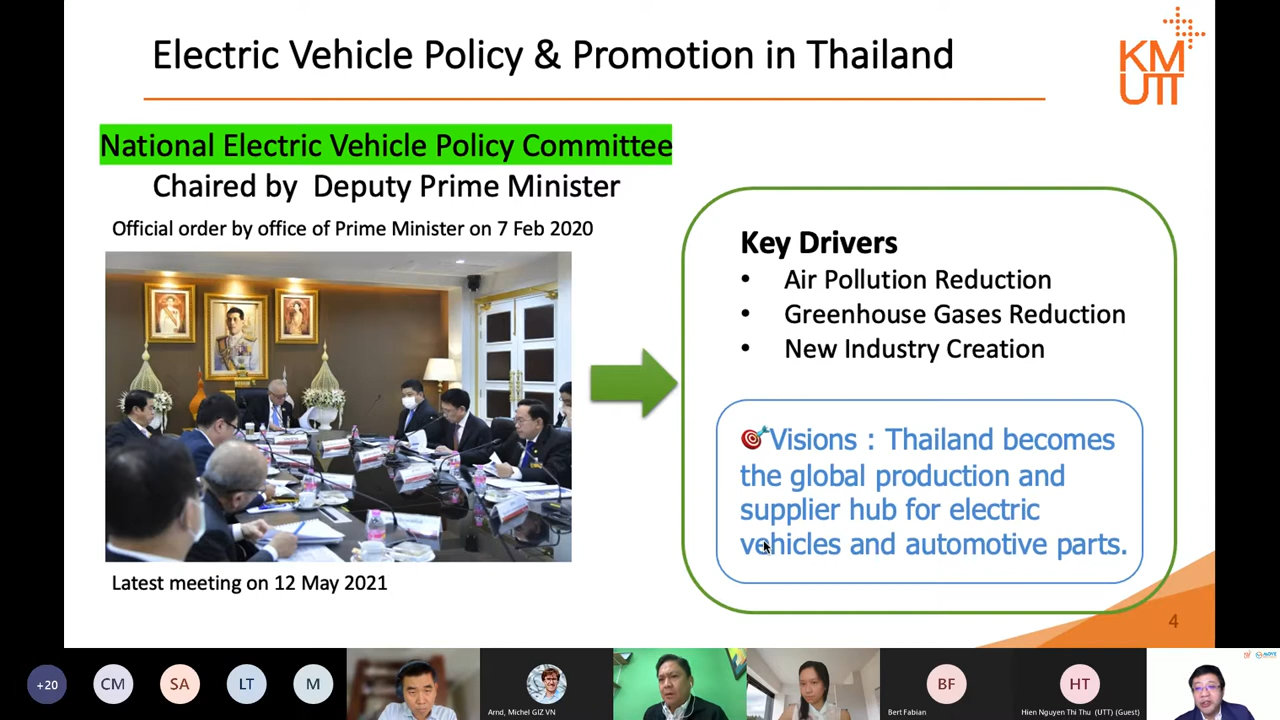 Electric Vehicle Policy & Promotion in Thailand
KM
UTT
National Electric Vehicle Policy Committee
Chaired by Deputy Prime Minister
Official order by office of Prime Minister on 7 Feb 2020
Latest meeting on 12 May 2021
Key Drivers
• Air Pollution Reduction
• Greenhouse Gases Reduction
• New Industry Creation
Visions : Thailand becomes
the global production and
supplier hub for electric
vehicles and automotive parts.
4
+20
CM
SA
LT
M
Arnd, Michel GIZ VN
BF
Bert Fabian
HT
Hien Nguyen Thi Thu (UTT) (Guest)